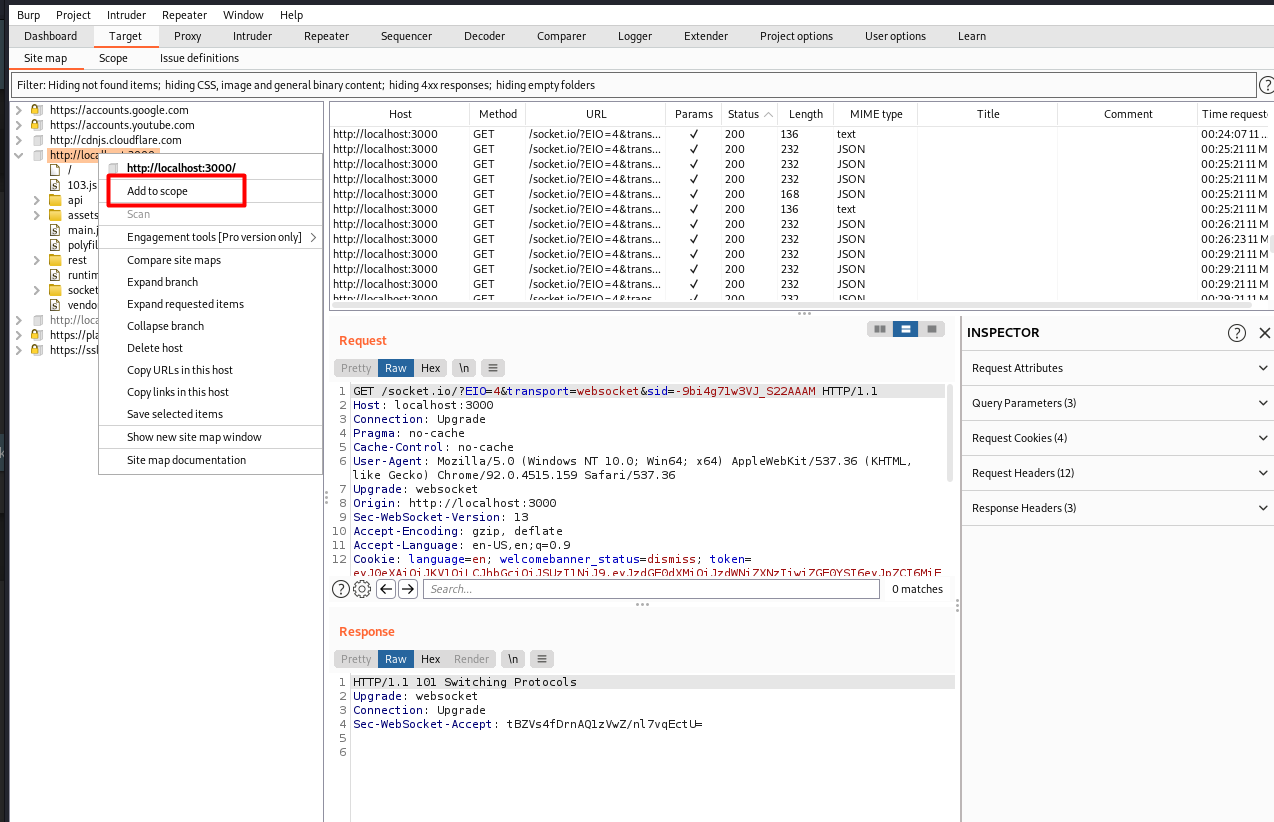 Burp Project Intruder Repeater Window Help
Dashboard Target Proxy Intruder Repeater Sequencer Decoder Comparer Logger Extender Project options User options Learn
Site map Scope Issue definitions
Filter: Hiding not found items; hiding CSS, image and general binary content; hiding 4xx responses; hiding empty folders
https://accounts.google.com
https://accounts.youtube.com
http://cdnjs.cloudflare.com
http://localhost:3000
/
103.js
api
assets
main.j
polyfil
rest
runtim
socket
vendo
http://loca
https://pla
https://ssl
http://localhost:3000/
Add to scope
Scan
Engagement tools [Pro version only]
Compare site maps
Expand branch
Expand requested items
Collapse branch
Delete host
Copy URLs in this host
Copy links in this host
Save selected items
Show new site map window
Site map documentation
Host Method URL Params Status Length MIME type Title Comment Time requeste
http://localhost:3000 GET /socket.io/?EIO=4&trans... ✓ 200 136 text 00:24:07 11
http://localhost:3000 GET /socket.io/?EIO=4&trans... ✓ 200 232 JSON 00:25:21 11 M
http://localhost:3000 GET /socket.io/?EIO=4&trans... ✓ 200 232 JSON 00:25:21 11 M
http://localhost:3000 GET /socket.io/?EIO=4&trans... ✓ 200 232 JSON 00:25:21 11 M
http://localhost:3000 GET /socket.io/?EIO=4&trans... ✓ 200 168 JSON 00:25:21 11 M
http://localhost:3000 GET /socket.io/?EIO=4&trans... ✓ 200 136 text 00:25:21 11 M
http://localhost:3000 GET /socket.io/?EIO=4&trans... ✓ 200 232 JSON 00:26:21 11 M
http://localhost:3000 GET /socket.io/?EIO=4&trans... ✓ 200 232 JSON 00:26:23 11 M
http://localhost:3000 GET /socket.io/?EIO=4&trans... ✓ 200 232 JSON 00:29:21 11 M
http://localhost:3000 GET /socket.io/?EIO=4&trans... ✓ 200 232 JSON 00:29:21 11 M
http://localhost:3000 GET /socket.io/?EIO=4&trans... ✓ 200 232 JSON 00:29:21 11 M
http://localhost:3000 GET /socket.io/?EIO=4&trans... ✓ 200 232 JSON 00:29:21 11 M
Request
Pretty Raw Hex \n
1 GET /socket.io/?EIO=4&transport=websocket&sid=-9bi4g7lw3VJ_S22AAAM HTTP/1.1
2 Host: localhost:3000
3 Connection: Upgrade
4 Pragma: no-cache
5 Cache-Control: no-cache
6 User-Agent: Mozilla/5.0 (Windows NT 10.0; Win64; x64) AppleWebKit/537.36 (KHTML,
like Gecko) Chrome/92.0.4515.159 Safari/537.36
7 Upgrade: websocket
8 Origin: http://localhost:3000
9 Sec-WebSocket-Version: 13
10 Accept-Encoding: gzip, deflate
11 Accept-Language: en-US,en;q=0.9
12 Cookie: language=en; welcomebanner_status=dismiss; token=
Search...
0 matches
Response
Pretty Raw Hex Render \n
1 HTTP/1.1 101 Switching Protocols
2 Upgrade: websocket
3 Connection: Upgrade
4 Sec-WebSocket-Accept: tBZVs4fDrnAQlzVwZ/nl7vqEctU=
5
6
INSPECTOR
Request Attributes
Query Parameters (3)
Request Cookies (4)
Request Headers (12)
Response Headers (3)